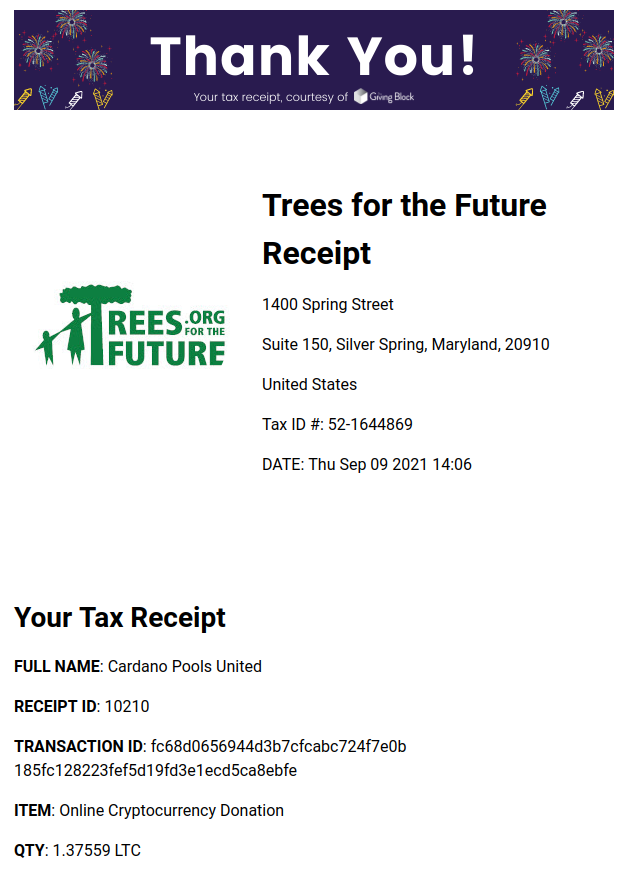 Thank You!
Your tax receipt, courtesy of The Giving Block
Trees for the Future
Receipt
TREES.ORG
FOR THE
FUTURE
1400 Spring Street
Suite 150, Silver Spring, Maryland, 20910
United States
Tax ID #: 52-1644869
DATE: Thu Sep 09 2021 14:06
Your Tax Receipt
FULL NAME: Cardano Pools United
RECEIPT ID: 10210
TRANSACTION ID: fc68d0656944d3b7cfcabc724f7e0b
185fc128223fef5d19fd3e1ecd5ca8ebfe
ITEM: Online Cryptocurrency Donation
QTY: 1.37559 LTC